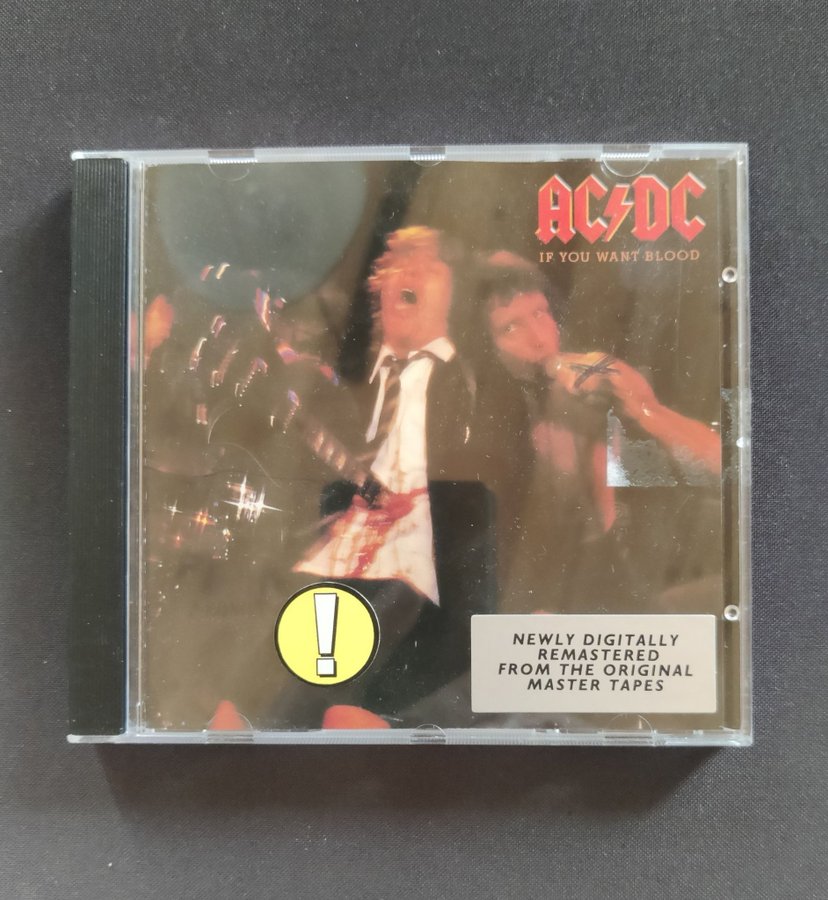 AC⚡DC
IF YOU WANT BLOOD
!
NEWLY DIGITALLY
REMASTERED
FROM THE ORIGINAL
MASTER TAPES